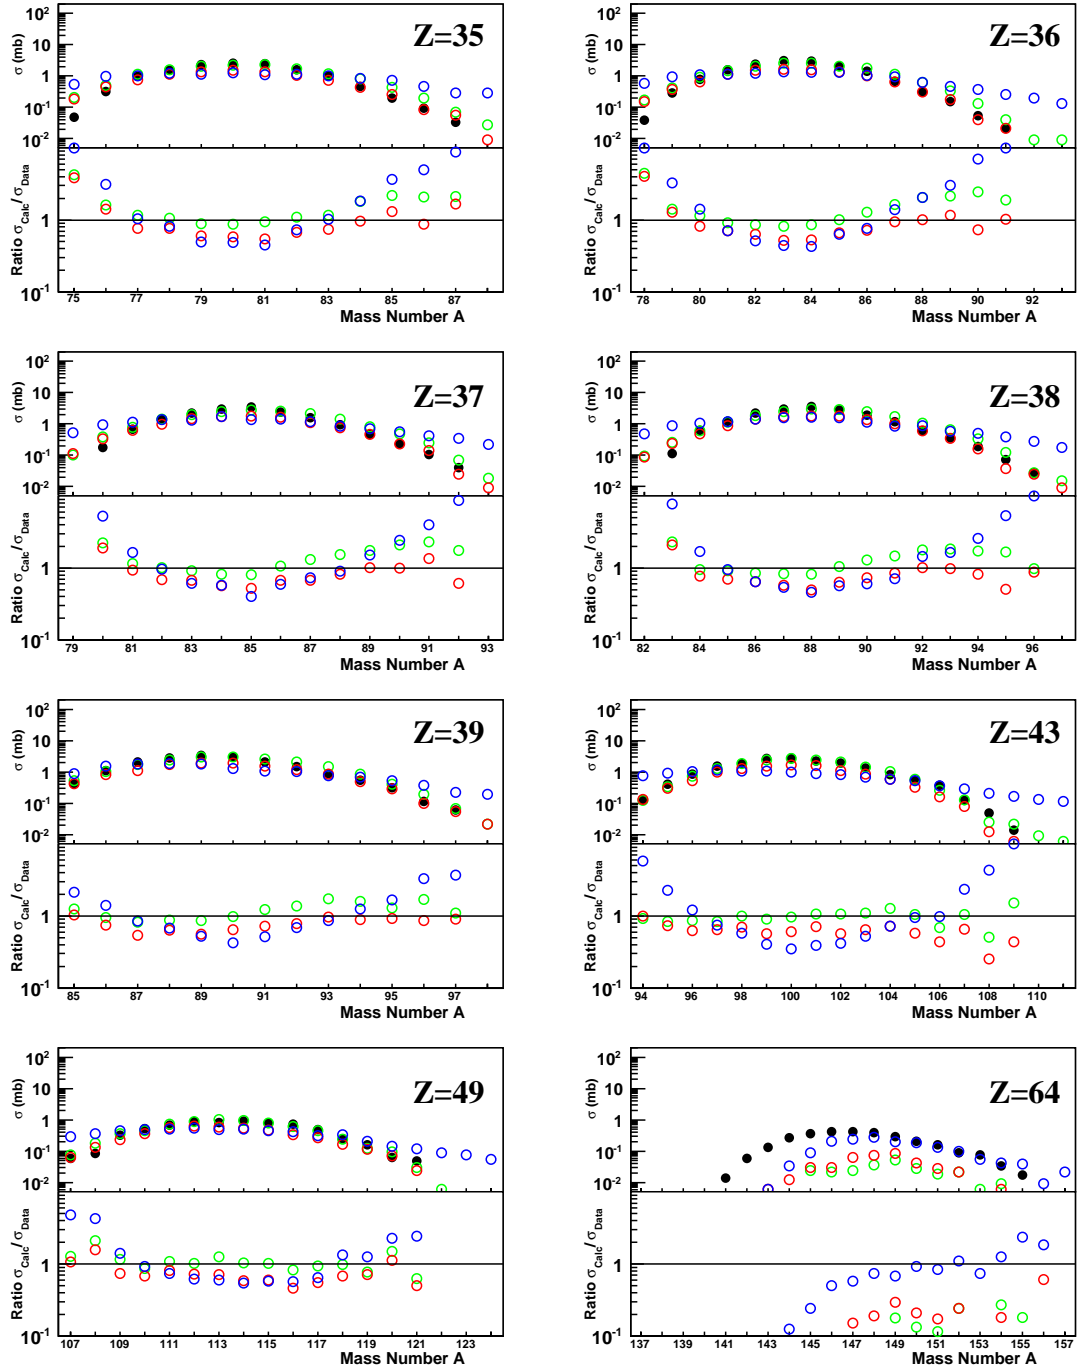 Z=35
σ (mb)
10²
10
1
10⁻¹
10⁻²
Ratio σCalc/σData
1
10⁻¹
75 77 79 81 83 85 87
Mass Number A
Z=36
σ (mb)
10²
10
1
10⁻¹
10⁻²
Ratio σCalc/σData
1
10⁻¹
78 80 82 84 86 88 90 92
Mass Number A
Z=37
σ (mb)
10²
10
1
10⁻¹
10⁻²
Ratio σCalc/σData
1
10⁻¹
79 81 83 85 87 89 91 93
Mass Number A
Z=38
σ (mb)
10²
10
1
10⁻¹
10⁻²
Ratio σCalc/σData
1
10⁻¹
82 84 86 88 90 92 94 96
Mass Number A
Z=39
σ (mb)
10²
10
1
10⁻¹
10⁻²
Ratio σCalc/σData
1
10⁻¹
85 87 89 91 93 95 97
Mass Number A
Z=43
σ (mb)
10²
10
1
10⁻¹
10⁻²
Ratio σCalc/σData
1
10⁻¹
94 96 98 100 102 104 106 108 110
Mass Number A
Z=49
σ (mb)
10²
10
1
10⁻¹
10⁻²
Ratio σCalc/σData
1
10⁻¹
107 109 111 113 115 117 119 121 123
Mass Number A
Z=64
σ (mb)
10²
10
1
10⁻¹
10⁻²
Ratio σCalc/σData
1
10⁻¹
137 139 141 143 145 147 149 151 153 155 157
Mass Number A